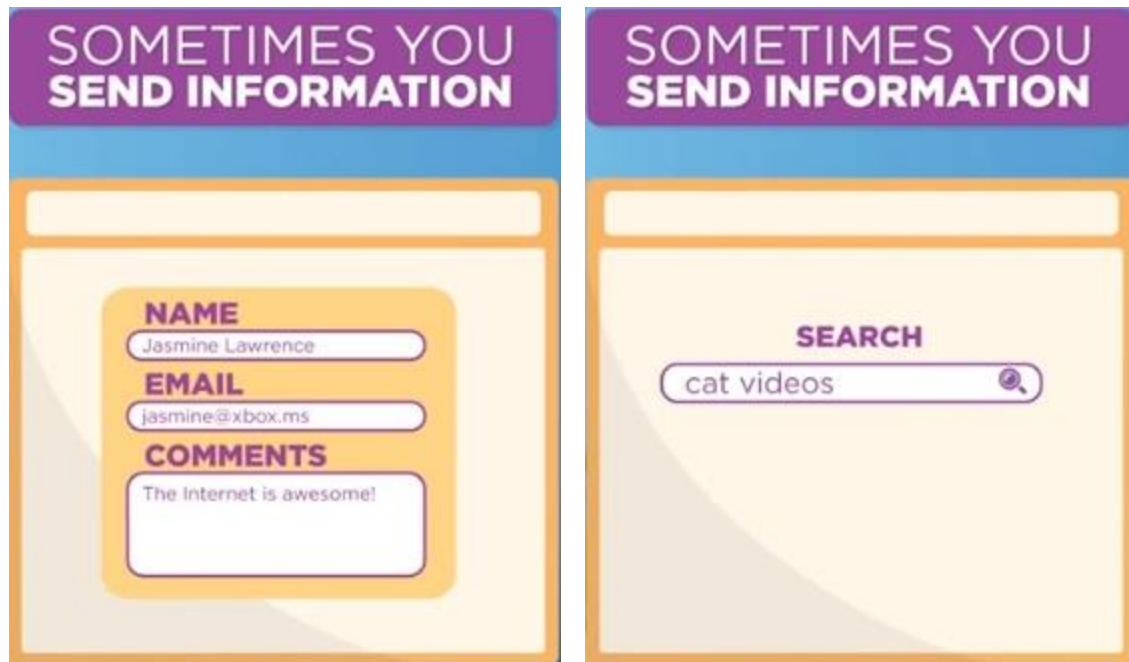 SOMETIMES YOU
SEND INFORMATION
NAME
Jasmine Lawrence
EMAIL
jasmine@xbox.ms
COMMENTS
The Internet is awesome!
SOMETIMES YOU
SEND INFORMATION
SEARCH
cat videos